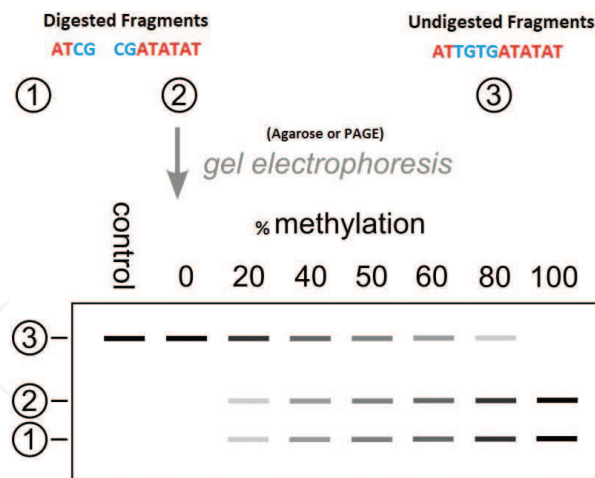 Digested Fragments
ATCG CGATATAT
① ②
Undigested Fragments
ATTGTGATATAT
③
(Agarose or PAGE)
gel electrophoresis
control
% methylation
0 20 40 50 60 80 100
③
②
①